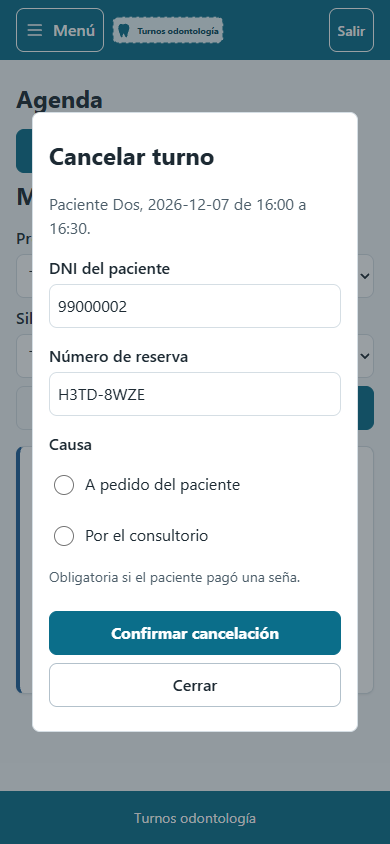 Menú
Turnos odontología
Salir
Agenda
Cancelar turno
Paciente Dos, 2026-12-07 de 16:00 a
16:30.
DNI del paciente
99000002
Número de reserva
H3TD-8WZE
Causa
A pedido del paciente
Por el consultorio
Obligatoria si el paciente pagó una seña.
Confirmar cancelación
Cerrar
Turnos odontología